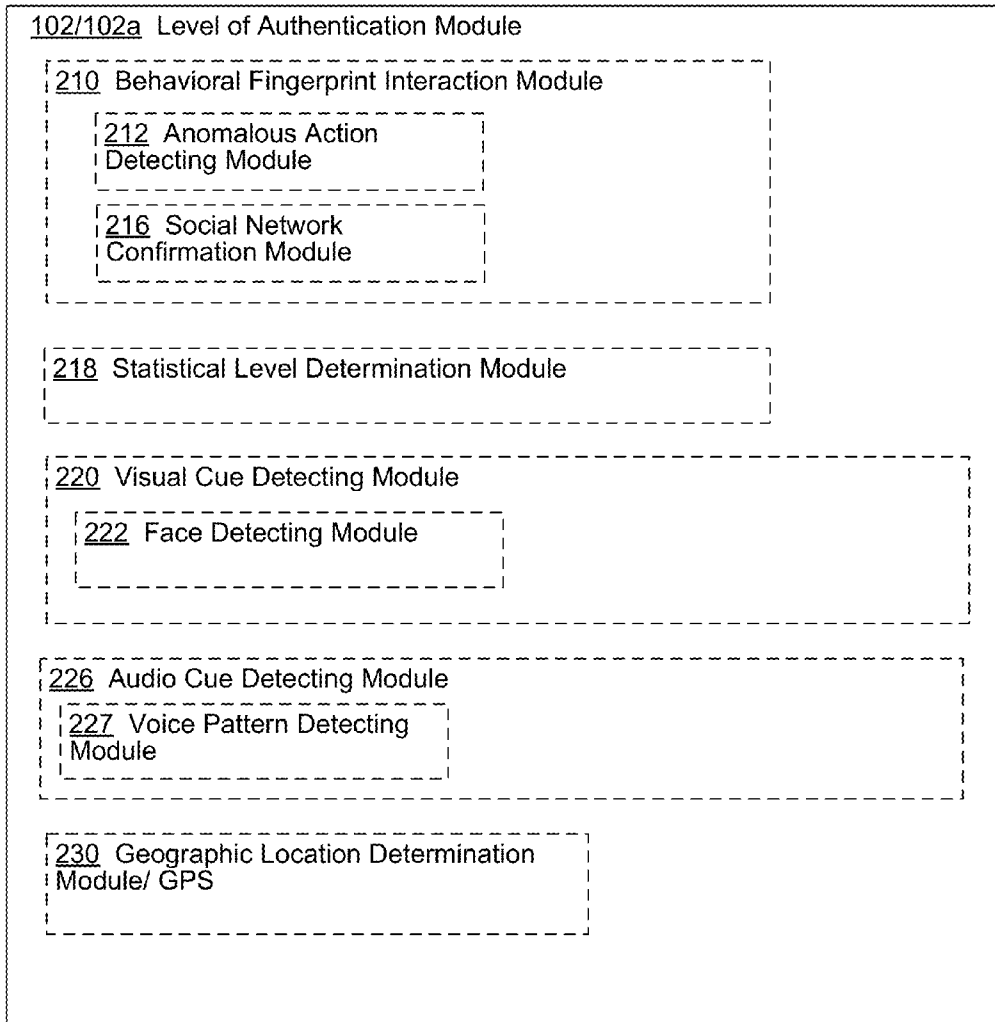 102/102a Level of Authentication Module
210 Behavioral Fingerprint Interaction Module
212 Anomalous Action
Detecting Module
216 Social Network
Confirmation Module
218 Statistical Level Determination Module
220 Visual Cue Detecting Module
222 Face Detecting Module
226 Audio Cue Detecting Module
227 Voice Pattern Detecting
Module
230 Geographic Location Determination
Module/ GPS